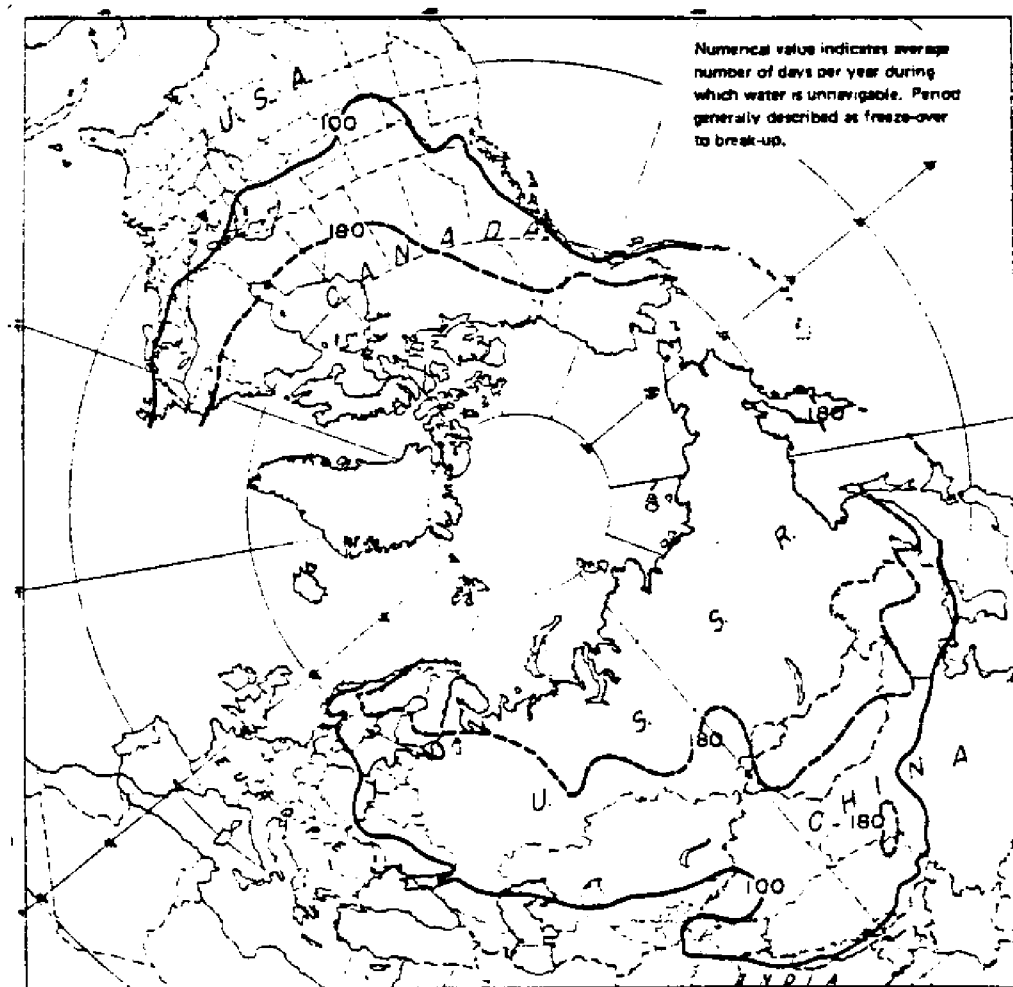 Numerical value indicates average
number of days per year during
which water is unnavigable. Period
generally described as freeze-over
to break-up.
U. S. A.
100
180
C A N A D A
180
R.
S.
S.
180
U.
C H I N A
180
100